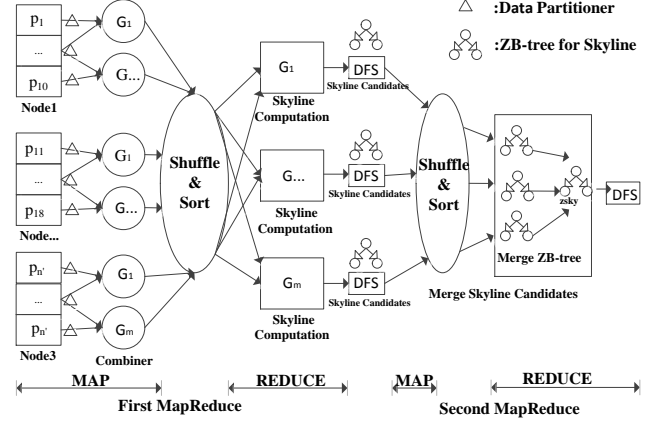 :Data Partitioner
:ZB-tree for Skyline
p1
...
p10
Node1
G1
G...
p11
...
p18
Node...
G1
G...
pn'
...
pn'
Node3
G1
Gm
Combiner
Shuffle
&
Sort
G1
Skyline
Computation
G...
Skyline
Computation
Gm
Skyline
Computation
DFS
Skyline Candidates
DFS
Skyline Candidates
DFS
Skyline Candidates
Shuffle
&
Sort
zsky
Merge ZB-tree
DFS
Merge Skyline Candidates
MAP
REDUCE
MAP
REDUCE
First MapReduce
Second MapReduce